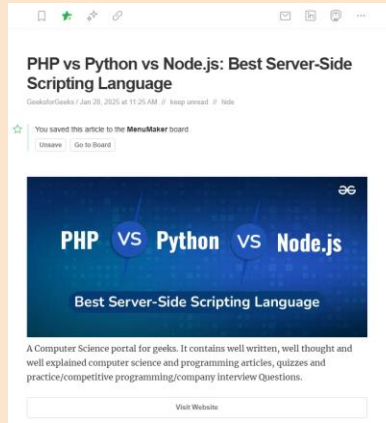 PHP vs Python vs Node.js: Best Server-Side
Scripting Language
GeeksforGeeks / Jan 28, 2025 at 11:25 AM // keep unread // hide
You saved this article to the MenuMaker board
Unsave Go to Board
PHP VS Python VS Node.js
Best Server-Side Scripting Language
A Computer Science portal for geeks. It contains well written, well thought and
well explained computer science and programming articles, quizzes and
practice/competitive programming/company interview Questions.
Visit Website